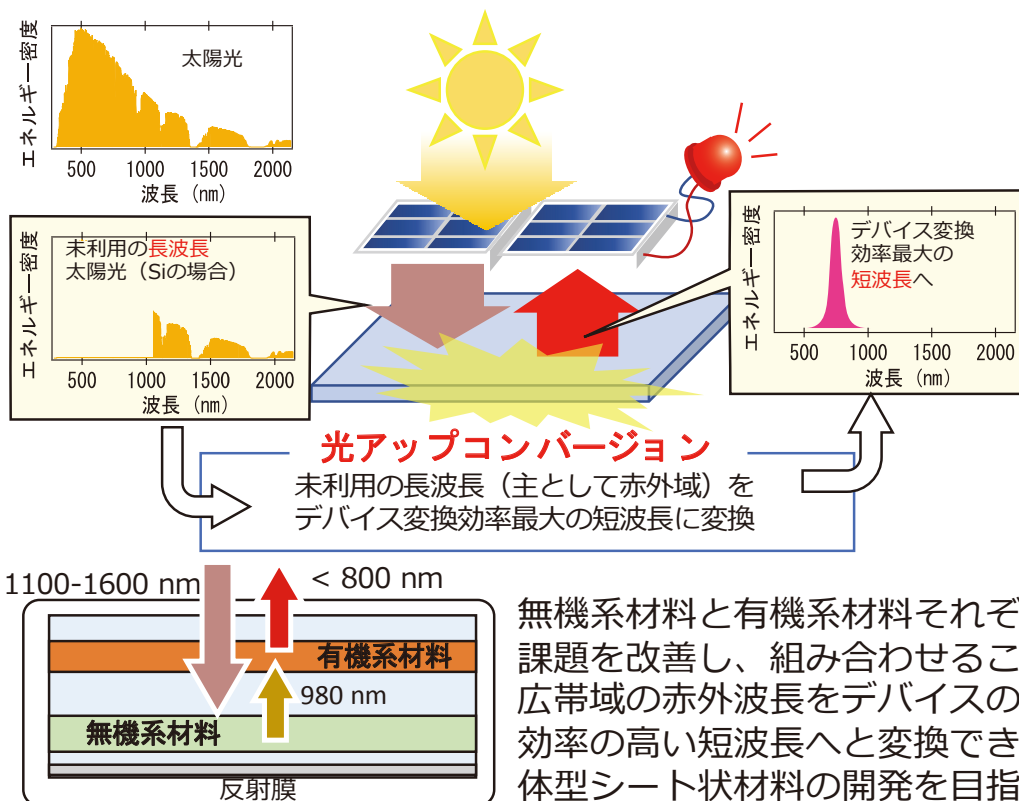 太陽光
エネルギー密度
500 1000 1500 2000
波長 (nm)
未利用の長波長
太陽光（Siの場合）
エネルギー密度
500 1000 1500 2000
波長 (nm)
デバイス変換
効率最大の
短波長へ
エネルギー密度
500 1000 1500 2000
波長 (nm)
光アップコンバージョン
未利用の長波長（主として赤外域）を
デバイス変換効率最大の短波長に変換
1100-1600 nm
< 800 nm
有機系材料
980 nm
無機系材料
反射膜
無機系材料と有機系材料それぞ
課題を改善し、組み合わせるこ
広帯域の赤外波長をデバイスの
効率の高い短波長へと変換でき
体型シート状材料の開発を目指